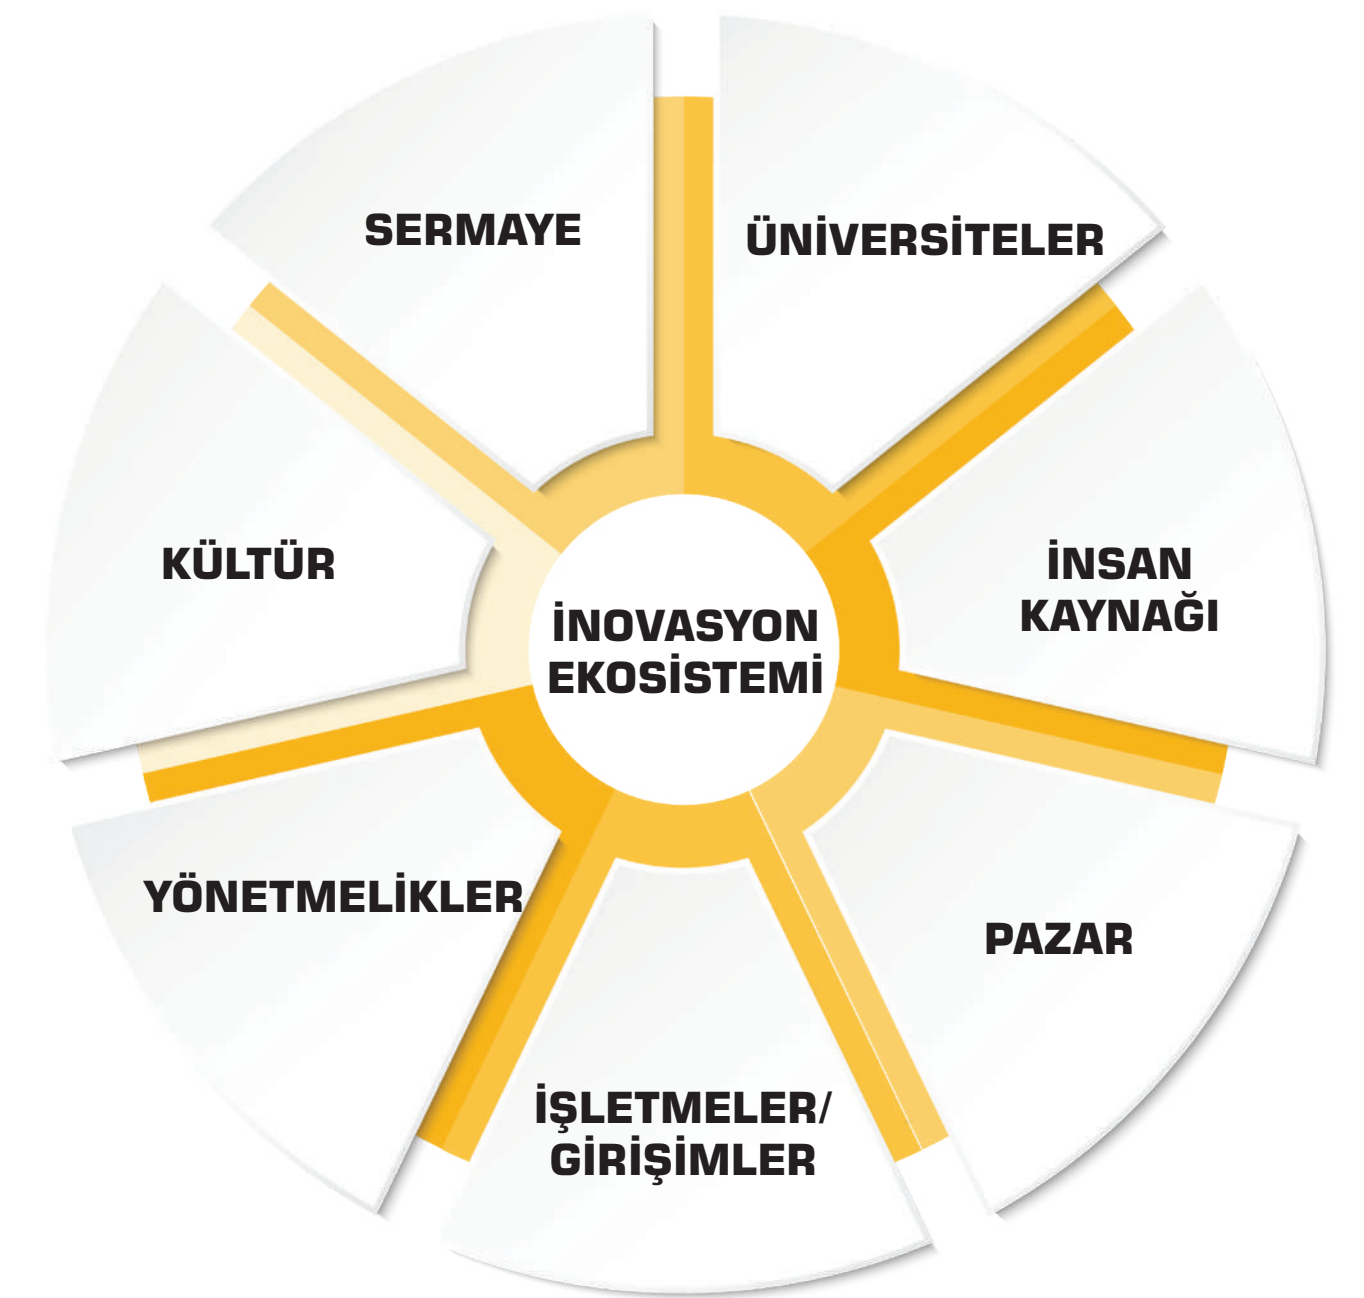 SERMAYE
ÜNİVERSİTELER
KÜLTÜR
İNSAN
KAYNAĞI
İNOVASYON
EKOSİSTEMİ
YÖNETMELİKLER
PAZAR
İŞLETMELER/
GİRİŞİMLER